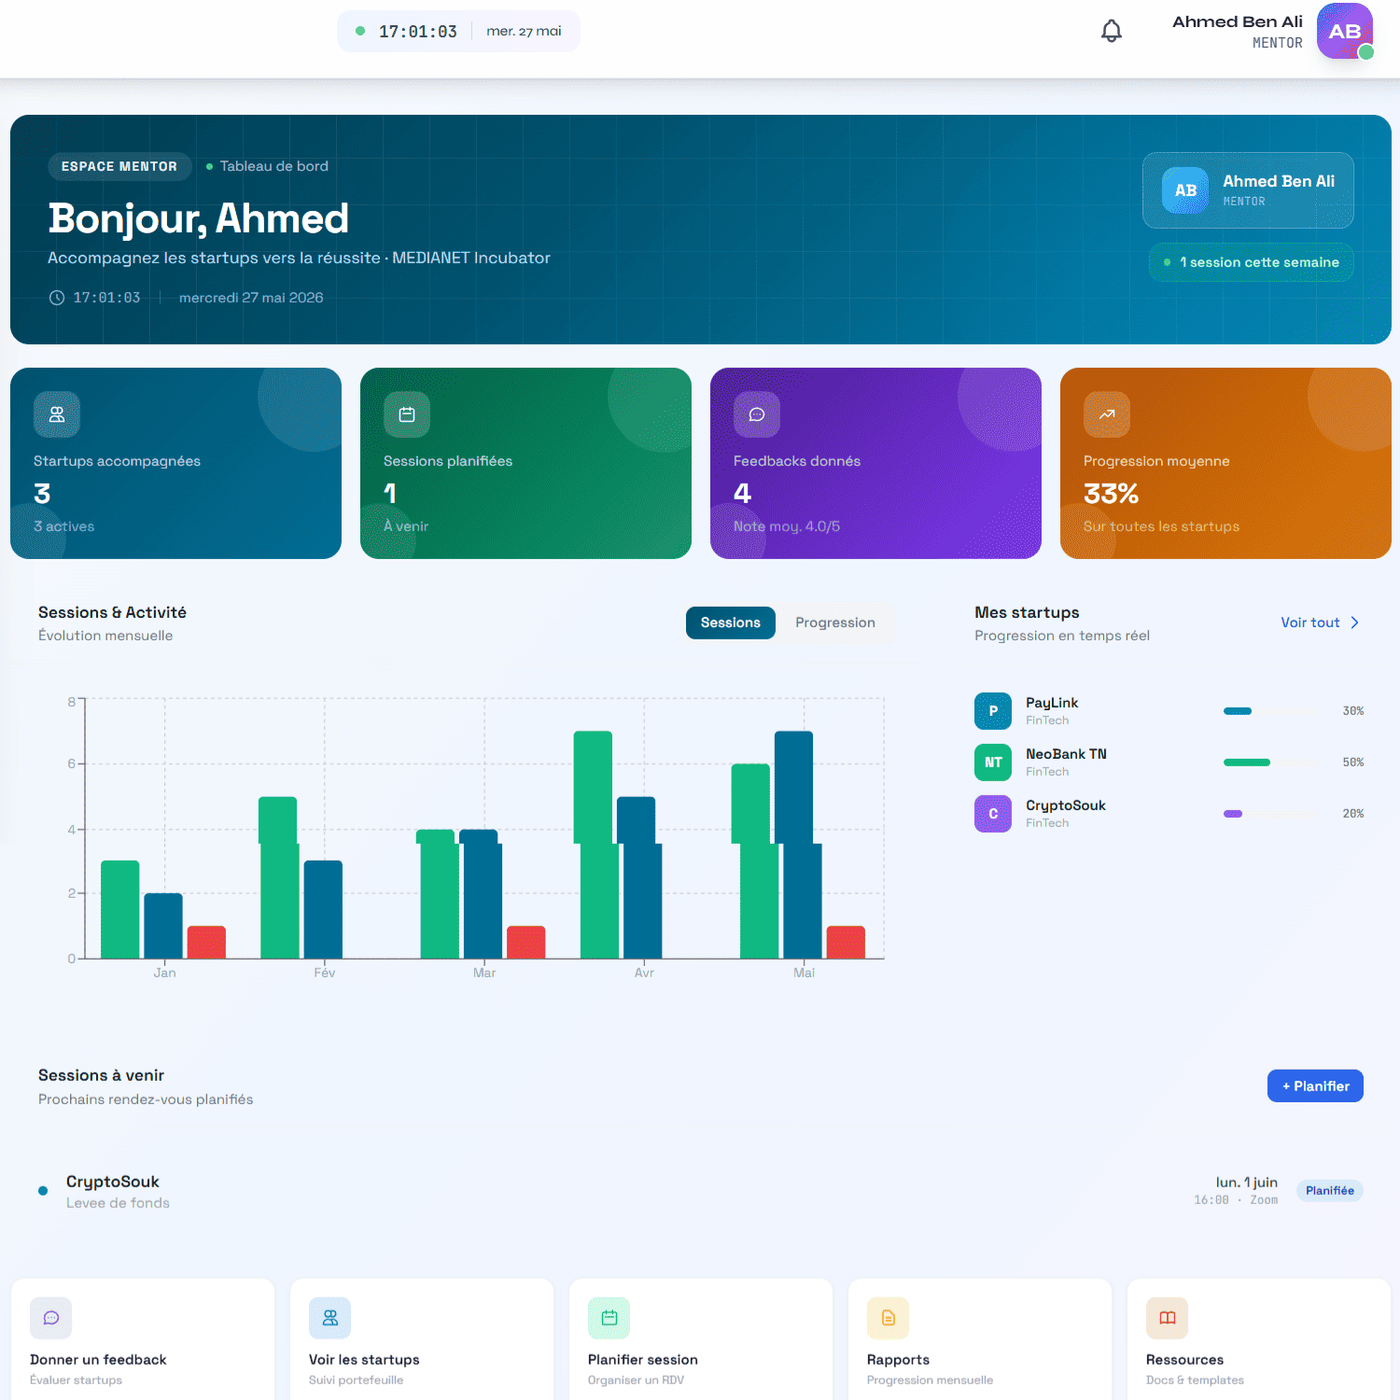 17:01:03 mer. 27 mai
Ahmed Ben Ali
MENTOR
AB
ESPACE MENTOR Tableau de bord
Bonjour, Ahmed
Accompagnez les startups vers la réussite · MEDIANET Incubator
17:01:03 mercredi 27 mai 2026
AB
Ahmed Ben Ali
MENTOR
1 session cette semaine
Startups accompagnées
3
3 actives
Sessions planifiées
1
À venir
Feedbacks donnés
4
Note moy. 4.0/5
Progression moyenne
33%
Sur toutes les startups
Sessions & Activité
Évolution mensuelle
Sessions Progression
8
6
4
2
0
Jan Fév Mar Avr Mai
Mes startups
Progression en temps réel
Voir tout
P
PayLink
FinTech
30%
NT
NeoBank TN
FinTech
50%
C
CryptoSouk
FinTech
20%
Sessions à venir
Prochains rendez-vous planifiés
+ Planifier
CryptoSouk
Levee de fonds
lun. 1 juin
16:00 · Zoom
Planifiée
Donner un feedback
Évaluer startups
Voir les startups
Suivi portefeuille
Planifier session
Organiser un RDV
Rapports
Progression mensuelle
Ressources
Docs & templates